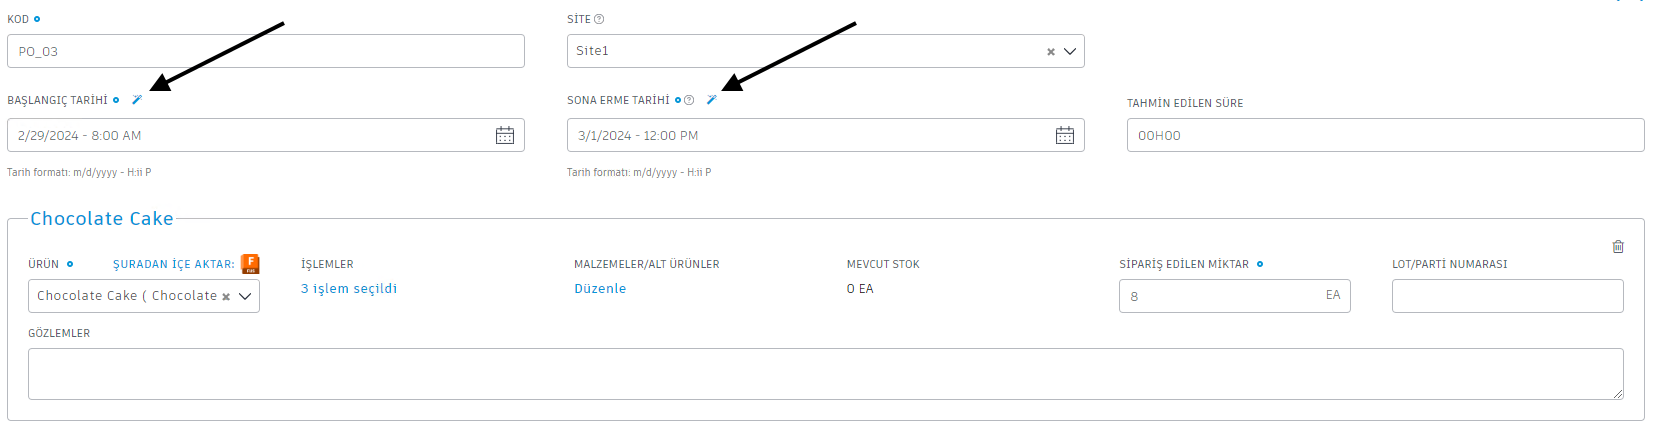 KOD
SİTE
PO_03
Site1
BAŞLANGIÇ TARİHİ
SONA ERME TARİHİ
TAHMİN EDİLEN SÜRE
2/29/2024 - 8:00 AM
3/1/2024 - 12:00 PM
00H00
Tarih formatı: m/d/yyyy - H:ii P
Tarih formatı: m/d/yyyy - H:ii P
Chocolate Cake
ÜRÜN
ŞURADAN İÇE AKTAR:
İŞLEMLER
MALZEMELER/ALT ÜRÜNLER
MEVCUT STOK
SİPARİŞ EDİLEN MİKTAR
LOT/PARTİ NUMARASI
Chocolate Cake ( Chocolate
3 işlem seçildi
Düzenle
0 EA
8
EA
GÖZLEMLER